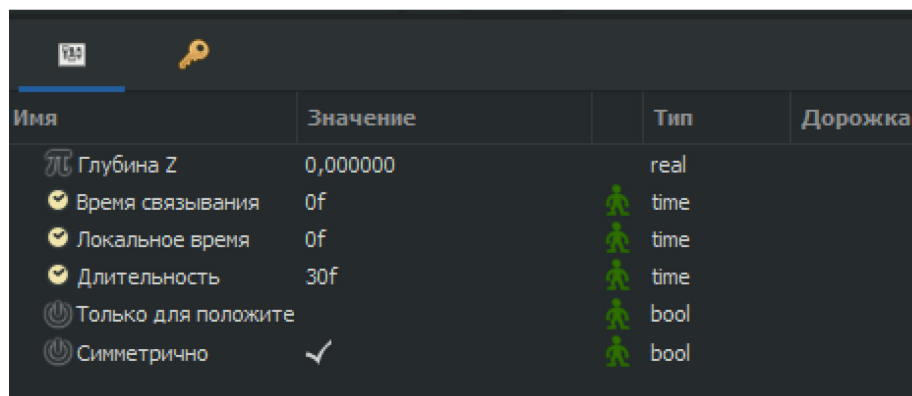 Имя Значение Тип Дорожка
Глубина Z 0,000000 real
Время связывания 0f time
Локальное время 0f time
Длительность 30f time
Только для положите bool
Симметрично bool